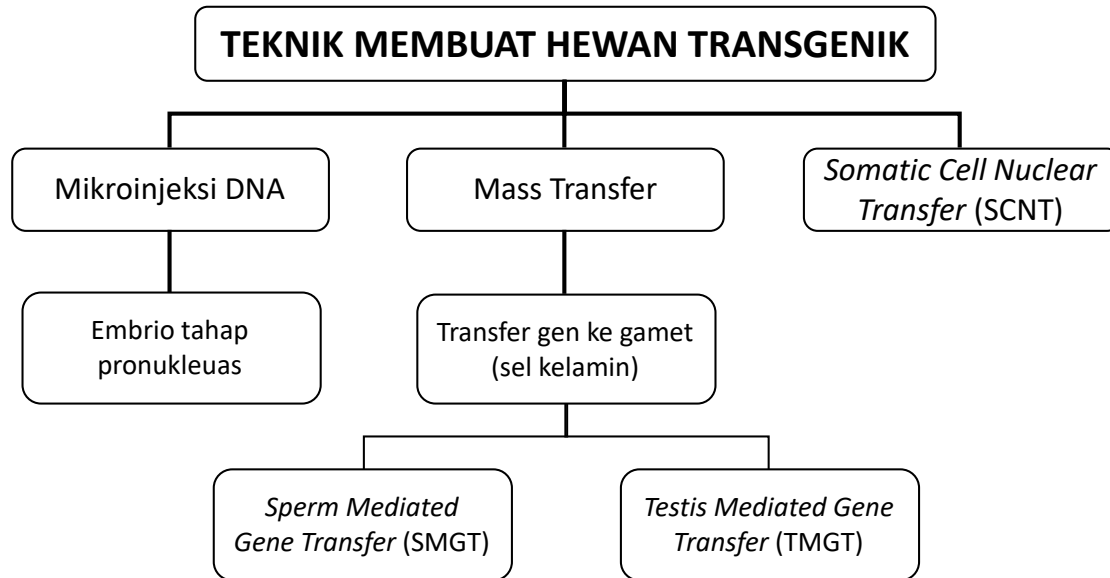 TEKNIK MEMBUAT HEWAN TRANSGENIK
Mikroinjeksi DNA
Mass Transfer
Somatic Cell Nuclear
Transfer (SCNT)
Embrio tahap
pronukleuas
Transfer gen ke gamet
(sel kelamin)
Sperm Mediated
Gene Transfer (SMGT)
Testis Mediated Gene
Transfer (TMGT)